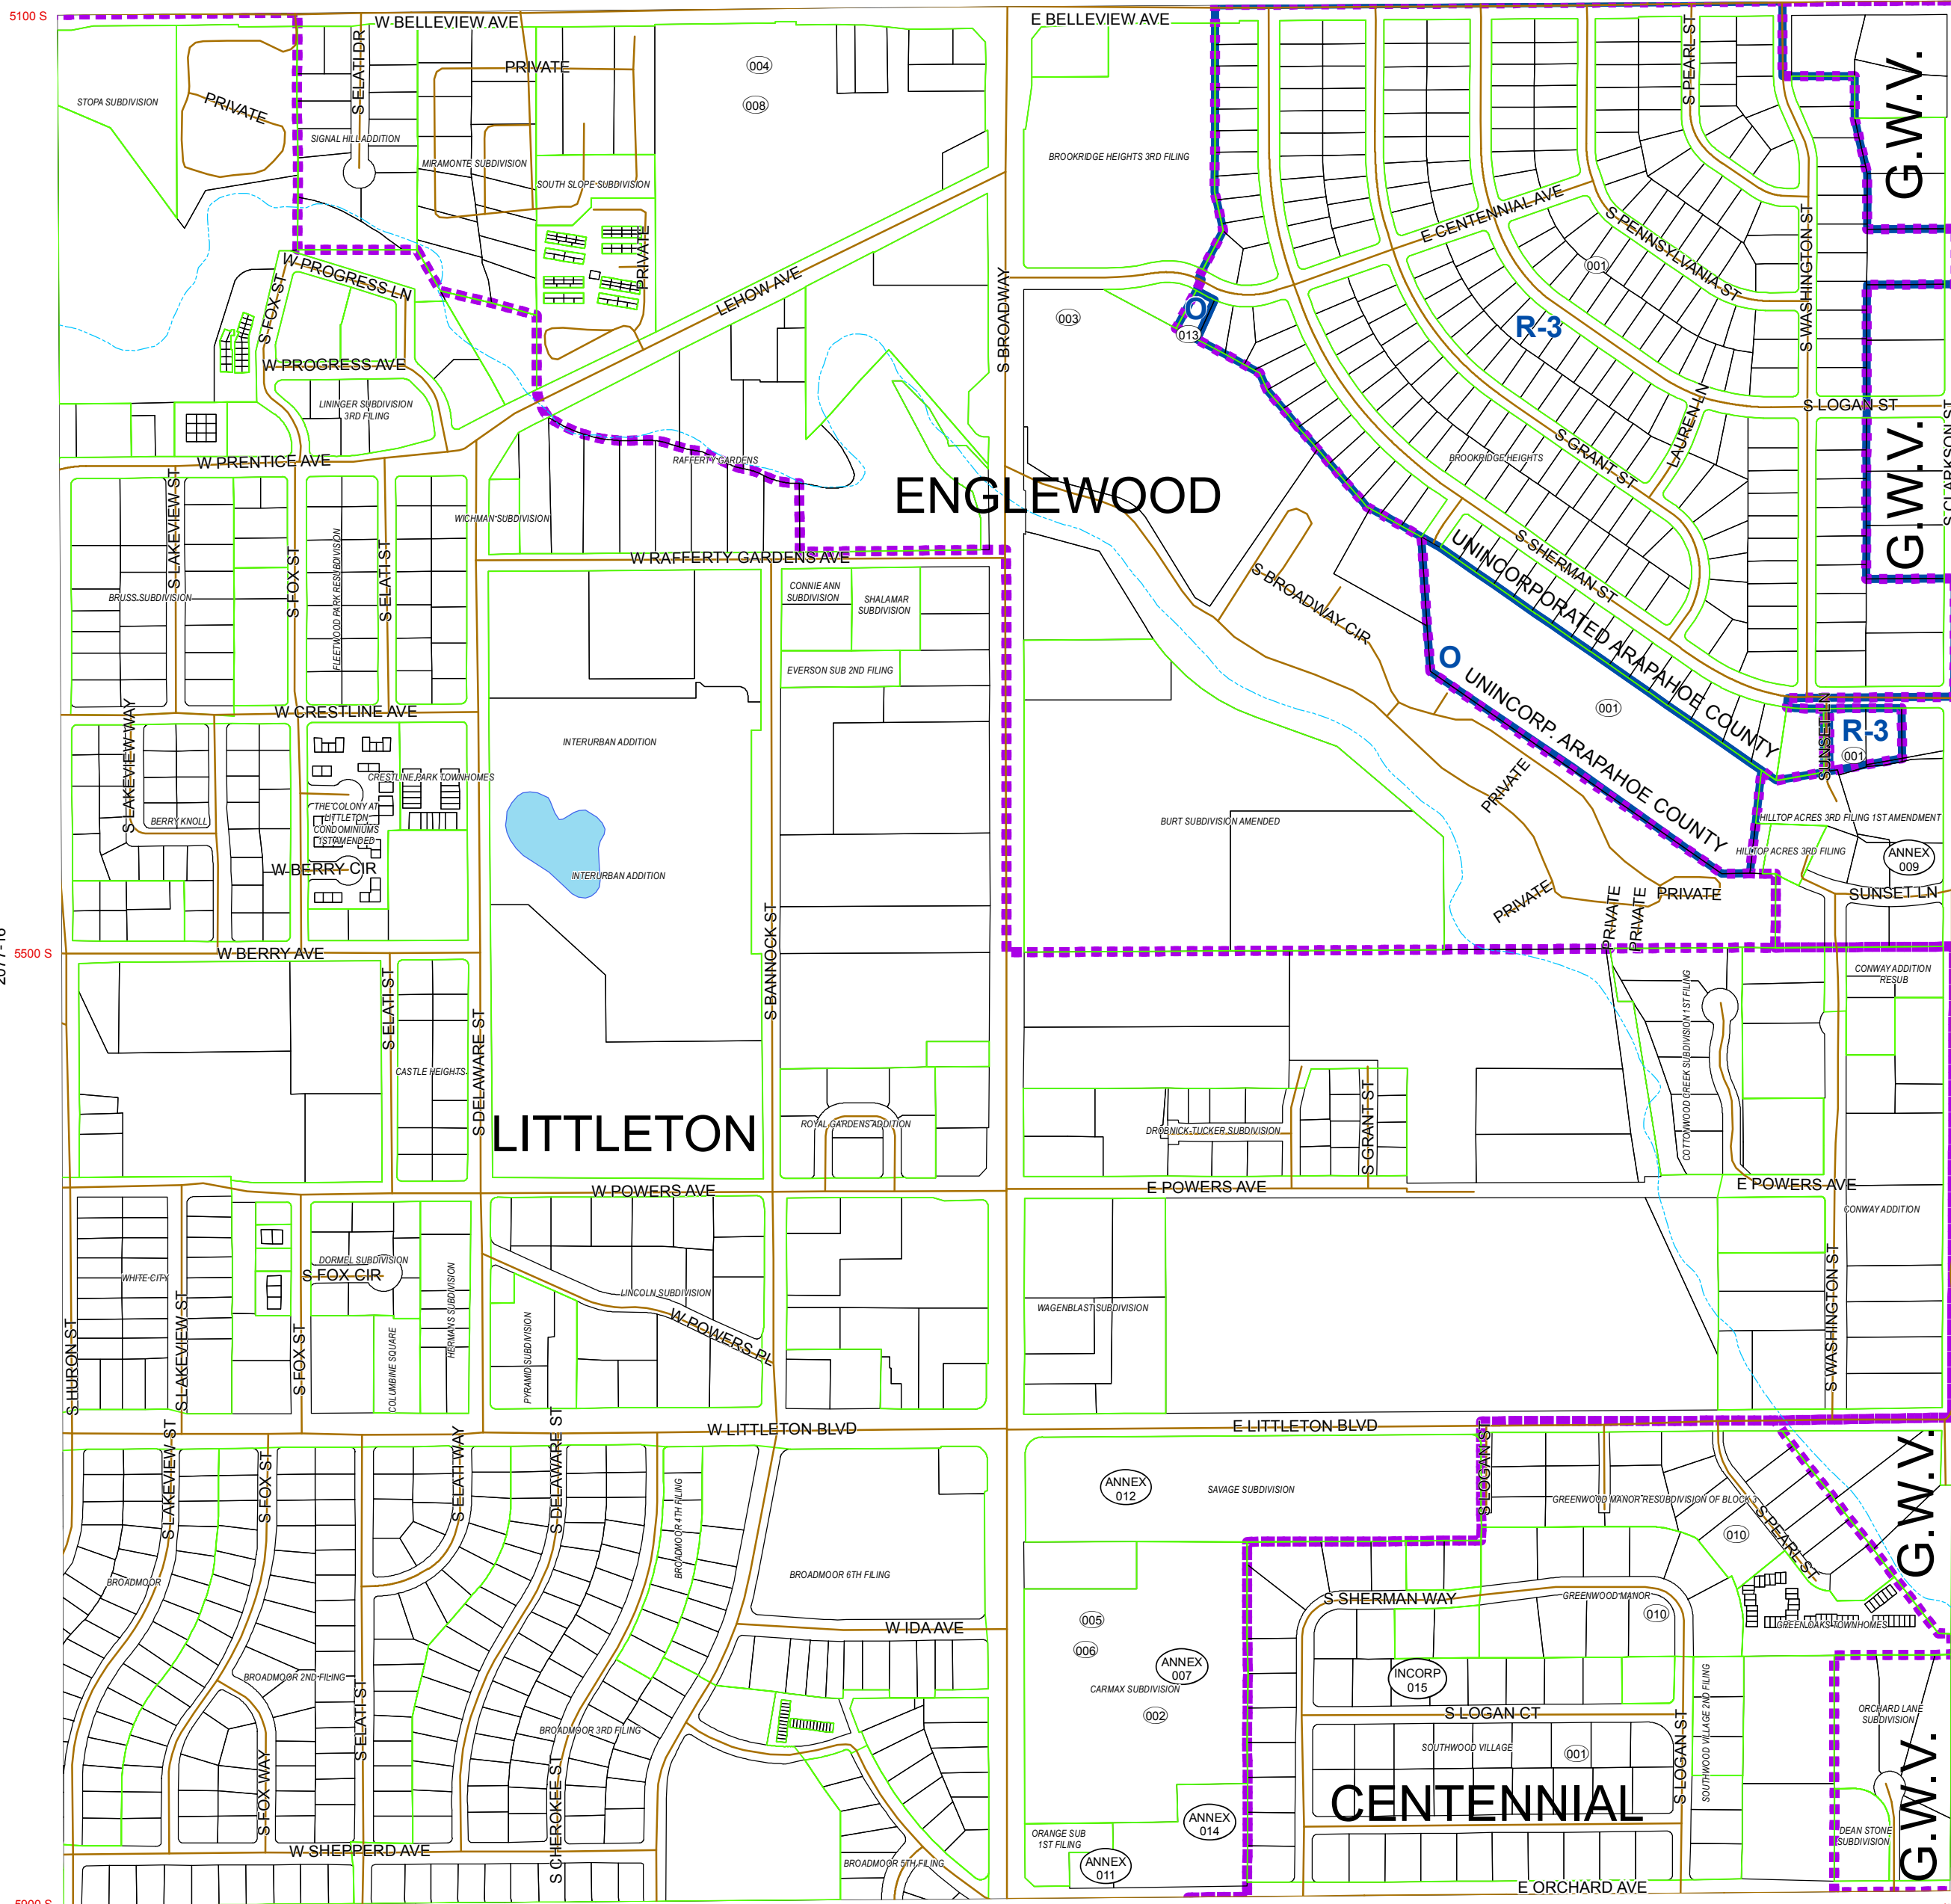 5100 S
W BELLEVIEW AVE
E BELLEVIEW AVE
S ELATI DR
PRIVATE
004
008
STOPA SUBDIVISION
PRIVATE
SIGNAL HILL ADDITION
MIRAMONTE SUBDIVISION
SOUTH SLOPE SUBDIVISION
BROOKRIDGE HEIGHTS 3RD FILING
S PEARL ST
G.W.V.
E CENTENNIAL AVE
S PENNSYLVANIA ST
S WASHINGTON ST
001
W PROGRESS LN
S FOX ST
PRIVATE
LEHOW AVE
S BROADWAY
003
O
013
R-3
W PROGRESS AVE
LININGER SUBDIVISION
3RD FILING
S LOGAN ST
S CLARKSON ST
LAUREN LN
S GRANT ST
BROOKRIDGE HEIGHTS
G.W.V.
W PRENTICE AVE
RAFFERTY GARDENS
ENGLEWOOD
S LAKEVIEW ST
WICHMAN SUBDIVISION
W RAFFERTY GARDENS AVE
FLEETWOOD PARK RESUBDIVISION
S FOX ST
S ELATI ST
BRUSS SUBDIVISION
CONNIE ANN
SUBDIVISION
SHALAMAR
SUBDIVISION
EVERSON SUB 2ND FILING
S BROADWAY CIR
S SHERMAN ST
UNINCORPORATED ARAPAHOE COUNTY
O
UNINCORP. ARAPAHOE COUNTY
001
SUNSET LN
R-3
001
W CRESTLINE AVE
S LAKEVIEW WAY
INTERURBAN ADDITION
CRESTLINE PARK TOWNHOMES
THE COLONY AT
LITTLETON
CONDOMINIUMS
1ST AMENDED
BERRY KNOLL
W BERRY CIR
INTERURBAN ADDITION
BURT SUBDIVISION AMENDED
PRIVATE
HILLTOP ACRES 3RD FILING 1ST AMENDMENT
HILLTOP ACRES 3RD FILING
ANNEX
009
PRIVATE
PRIVATE
PRIVATE
PRIVATE
SUNSET LN
5500 S
W BERRY AVE
S BANNOCK ST
CONWAY ADDITION
RESUB
COTTONWOOD CREEK SUBDIVISION 1ST FILING
S ELATI ST
S DELAWARE ST
CASTLE HEIGHTS
LITTLETON
ROYAL GARDENS ADDITION
DROBNICK-TUCKER SUBDIVISION
S GRANT ST
W POWERS AVE
E POWERS AVE
E POWERS AVE
CONWAY ADDITION
WHITE CITY
DORMEL SUBDIVISION
S FOX CIR
HERMANS SUBDIVISION
LINCOLN SUBDIVISION
WAGENBLAST SUBDIVISION
S WASHINGTON ST
S HURON ST
S LAKEVIEW ST
S FOX ST
COLUMBINE SQUARE
PYRAMID SUBDIVISION
W POWERS PL
W LITTLETON BLVD
E LITTLETON BLVD
S LAKEVIEW ST
S FOX ST
S ELATI WAY
S DELAWARE ST
BROADMOOR 4TH FILING
ANNEX
012
SAVAGE SUBDIVISION
S LOGAN ST
GREENWOOD MANOR RESUBDIVISION OF BLOCK 3
010
S PEARL ST
G.W.V.
BROADMOOR
BROADMOOR 6TH FILING
S SHERMAN WAY
GREENWOOD MANOR
010
GREEN OAKS TOWNHOMES
W IDA AVE
005
006
ANNEX
007
CARMAX SUBDIVISION
002
INCORP
015
BROADMOOR 2ND FILING
S ELATI ST
BROADMOOR 3RD FILING
S LOGAN CT
SOUTHWOOD VILLAGE
001
S LOGAN ST
SOUTHWOOD VILLAGE 2ND FILING
ORCHARD LANE
SUBDIVISION
G.W.V.
S FOX WAY
S CHEROKEE ST
CENTENNIAL
ANNEX
014
ORANGE SUB
1ST FILING
ANNEX
011
DEAN STONE
SUBDIVISION
W SHEPPERD AVE
BROADMOOR 5TH FILING
E ORCHARD AVE